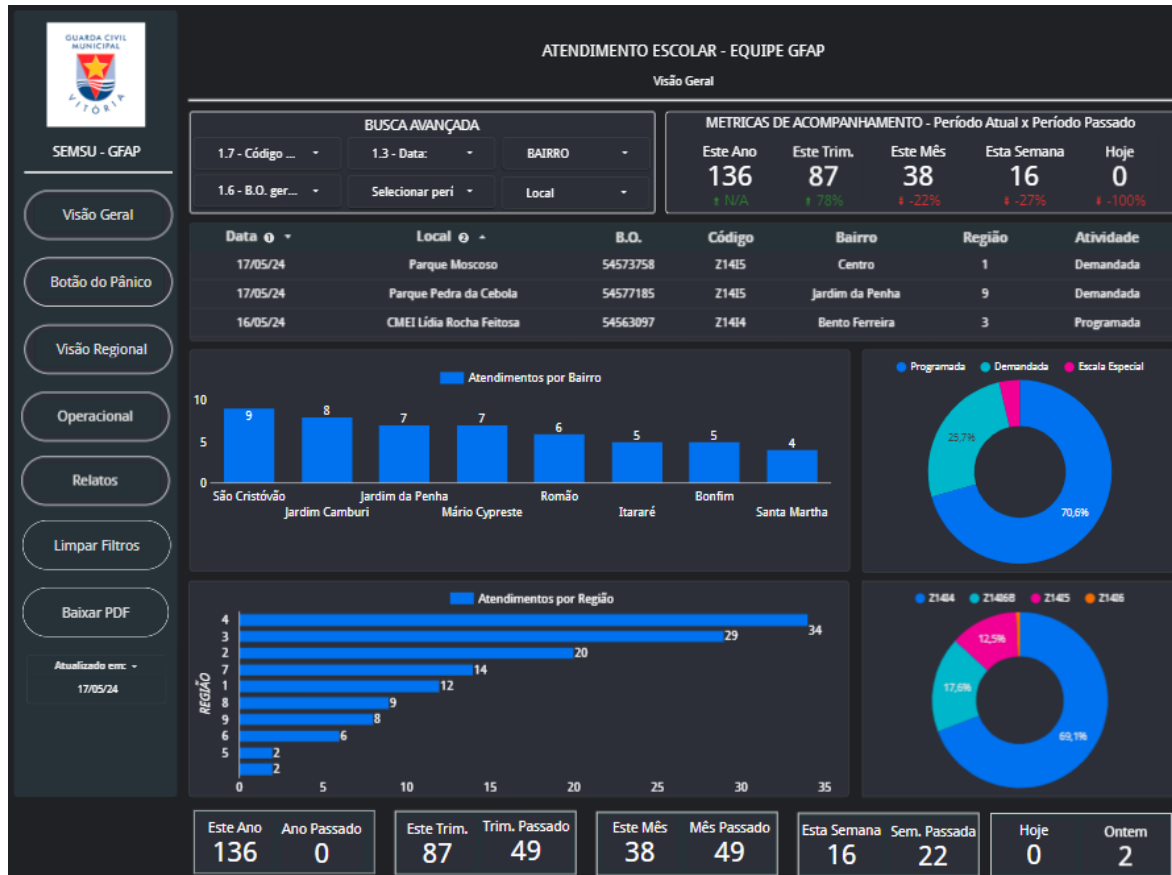 GUARDA CIVIL
MUNICIPAL
VITÓRIA
SEMSU - GFAP
Visão Geral
Botão do Pânico
Visão Regional
Operacional
Relatos
Limpar Filtros
Baixar PDF
Atualizado em:
17/05/24
ATENDIMENTO ESCOLAR - EQUIPE GFAP
Visão Geral
BUSCA AVANÇADA
1.7 - Código ... 1.3 - Data: BAIRRO
1.6 - B.O. ger... Selecionar perí Local
METRICAS DE ACOMPANHAMENTO - Período Atual x Período Passado
Este Ano Este Trim. Este Mês Esta Semana Hoje
136 87 38 16 0
N/A 78% -22% -27% -100%
Data 1 Local 2 B.O. Código Bairro Região Atividade
17/05/24 Parque Moscoso 54573758 Z14I5 Centro 1 Demandada
17/05/24 Parque Pedra da Cebola 54577185 Z14I5 Jardim da Penha 9 Demandada
16/05/24 CMEI Lídia Rocha Feitosa 54563097 Z14I4 Bento Ferreira 3 Programada
Atendimentos por Bairro
10
5
0
9 8 7 7 6 5 5 4
São Cristóvão Jardim da Penha Romão Bonfim
Jardim Camburi Mário Cypreste Itararé Santa Martha
Programada Demandada Escala Especial
25,7%
70,6%
Atendimentos por Região
REGIÃO
4 34
3 29
2 20
7 14
1 12
8 9
9 8
6 6
5 2
2
0 5 10 15 20 25 30 35
Z14I4 Z14I6B Z14I5 Z14I6
12,5%
17,6%
69,1%
Este Ano Ano Passado
136 0
Este Trim. Trim. Passado
87 49
Este Mês Mês Passado
38 49
Esta Semana Sem. Passada
16 22
Hoje Ontem
0 2